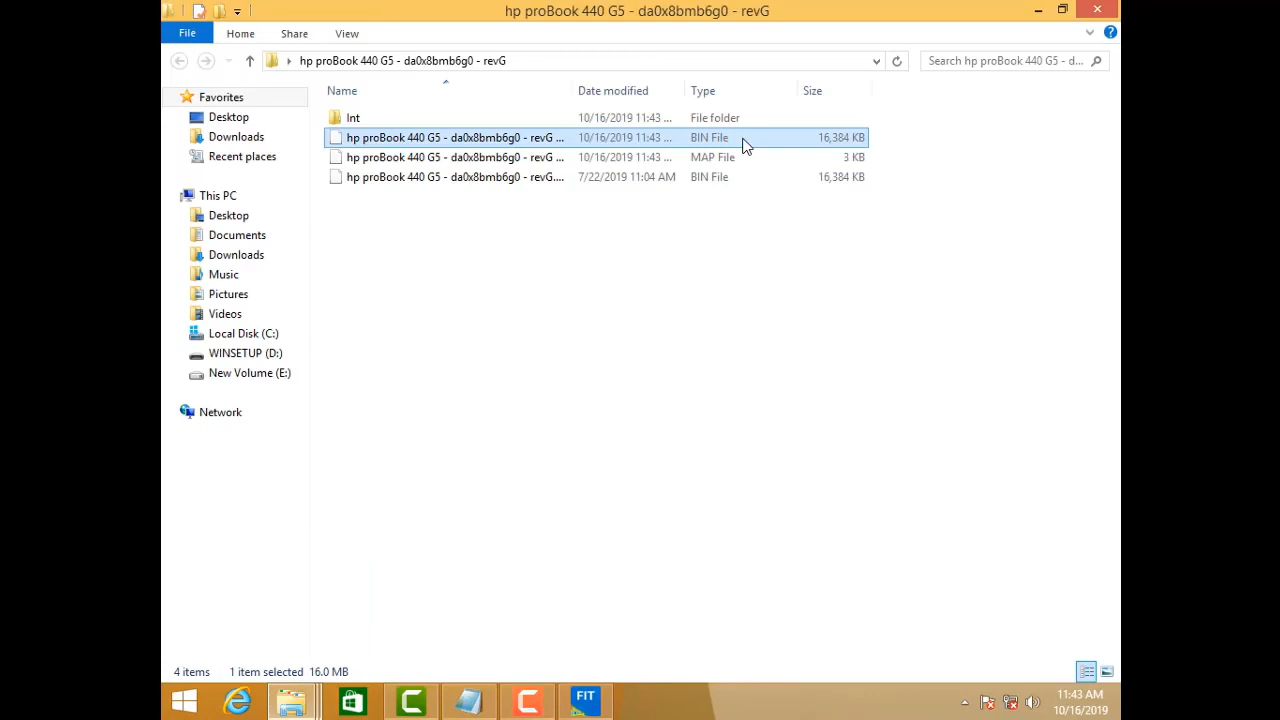 hp proBook 440 G5 - da0x8bmb6g0 - revG
File Home Share View
hp proBook 440 G5 - da0x8bmb6g0 - revG
Search hp proBook 440 G5 - d...
Name Date modified Type Size
Favorites
Desktop
Downloads
Recent places
This PC
Desktop
Documents
Downloads
Music
Pictures
Videos
Local Disk (C:)
WINSETUP (D:)
New Volume (E:)
Network
Int 10/16/2019 11:43 ... File folder
hp proBook 440 G5 - da0x8bmb6g0 - revG ... 10/16/2019 11:43 ... BIN File 16,384 KB
hp proBook 440 G5 - da0x8bmb6g0 - revG ... 10/16/2019 11:43 ... MAP File 3 KB
hp proBook 440 G5 - da0x8bmb6g0 - revG.... 7/22/2019 11:04 AM BIN File 16,384 KB
4 items 1 item selected 16.0 MB
FIT
11:43 AM
10/16/2019